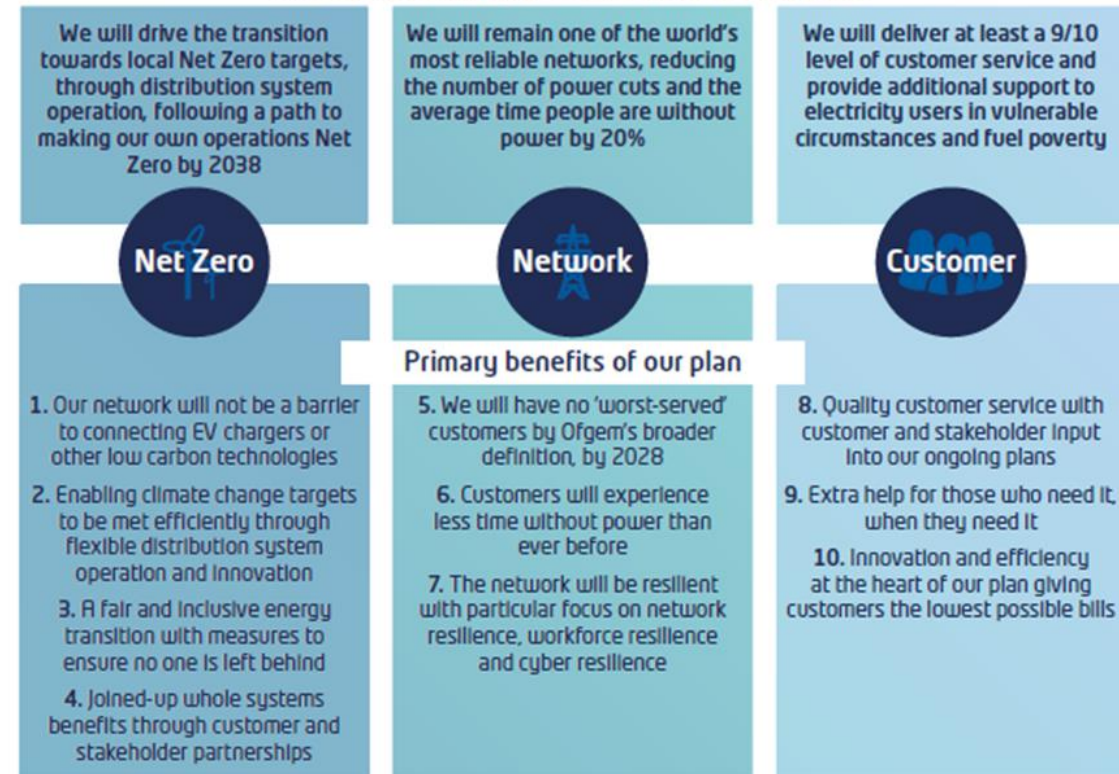 We will drive the transition
towards local Net Zero targets,
through distribution system
operation, following a path to
making our own operations Net
Zero by 2038
We will remain one of the world's
most reliable networks, reducing
the number of power cuts and the
average time people are without
power by 20%
We will deliver at least a 9/10
level of customer service and
provide additional support to
electricity users in vulnerable
circumstances and fuel poverty
Net Zero
Network
Customer
Primary benefits of our plan
1. Our network will not be a barrier
to connecting EV chargers or
other low carbon technologies
2. Enabling climate change targets
to be met efficiently through
flexible distribution system
operation and innovation
3. A fair and inclusive energy
transition with measures to
ensure no one is left behind
4. Joined-up whole systems
benefits through customer and
stakeholder partnerships
5. We will have no 'worst-served'
customers by Ofgem's broader
definition, by 2028
6. Customers will experience
less time without power than
ever before
7. The network will be resilient
with particular focus on network
resilience, workforce resilience
and cyber resilience
8. Quality customer service with
customer and stakeholder input
into our ongoing plans
9. Extra help for those who need it,
when they need it
10. Innovation and efficiency
at the heart of our plan giving
customers the lowest possible bills